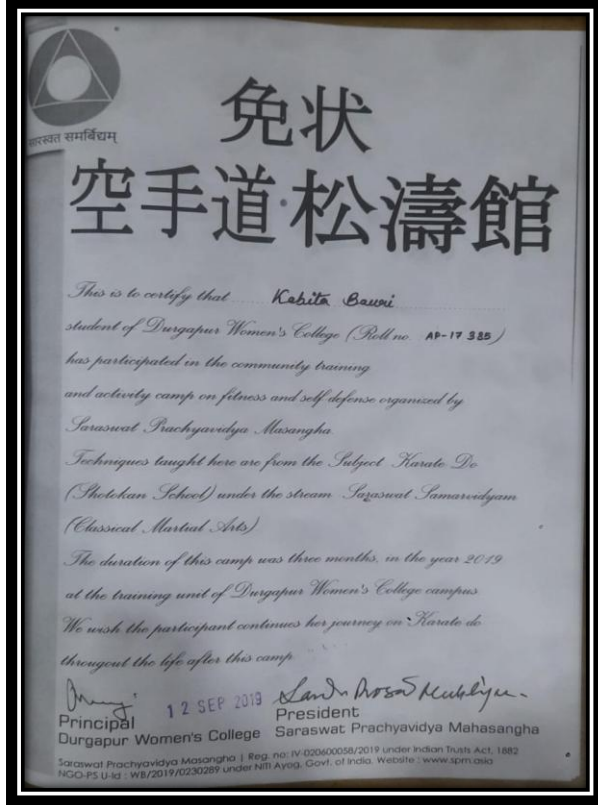 सारस्वत समर्बिद्यम्
免状
空手道·松濤館
This is to certify that Kabita Bauri
student of Durgapur Women's College (Roll no. AP-17 385)
has participated in the community training
and activity camp on fitness and self defense organized by
Saraswat Prachyavidya Masangha
Techniques taught here are from the Subject Karate Do
(Shotokan School) under the stream Saraswat Samarvidyam
(Classical Martial Arts)
The duration of this camp was three months, in the year 2019
at the training unit of Durgapur Women's College campus
We wish the participant continues her journey on Karate do
througout the life after this camp
12 SEP 2019
Principal
Durgapur Women's College
President
Saraswat Prachyavidya Mahasangha
Saraswat Prachyavidya Masangha | Reg. no: IV-020600058/2019 under Indian Trusts Act, 1882
NGO-PS U-Id : WB/2019/0230289 under NITI Ayog, Govt. of India. Website : www.spm.asia